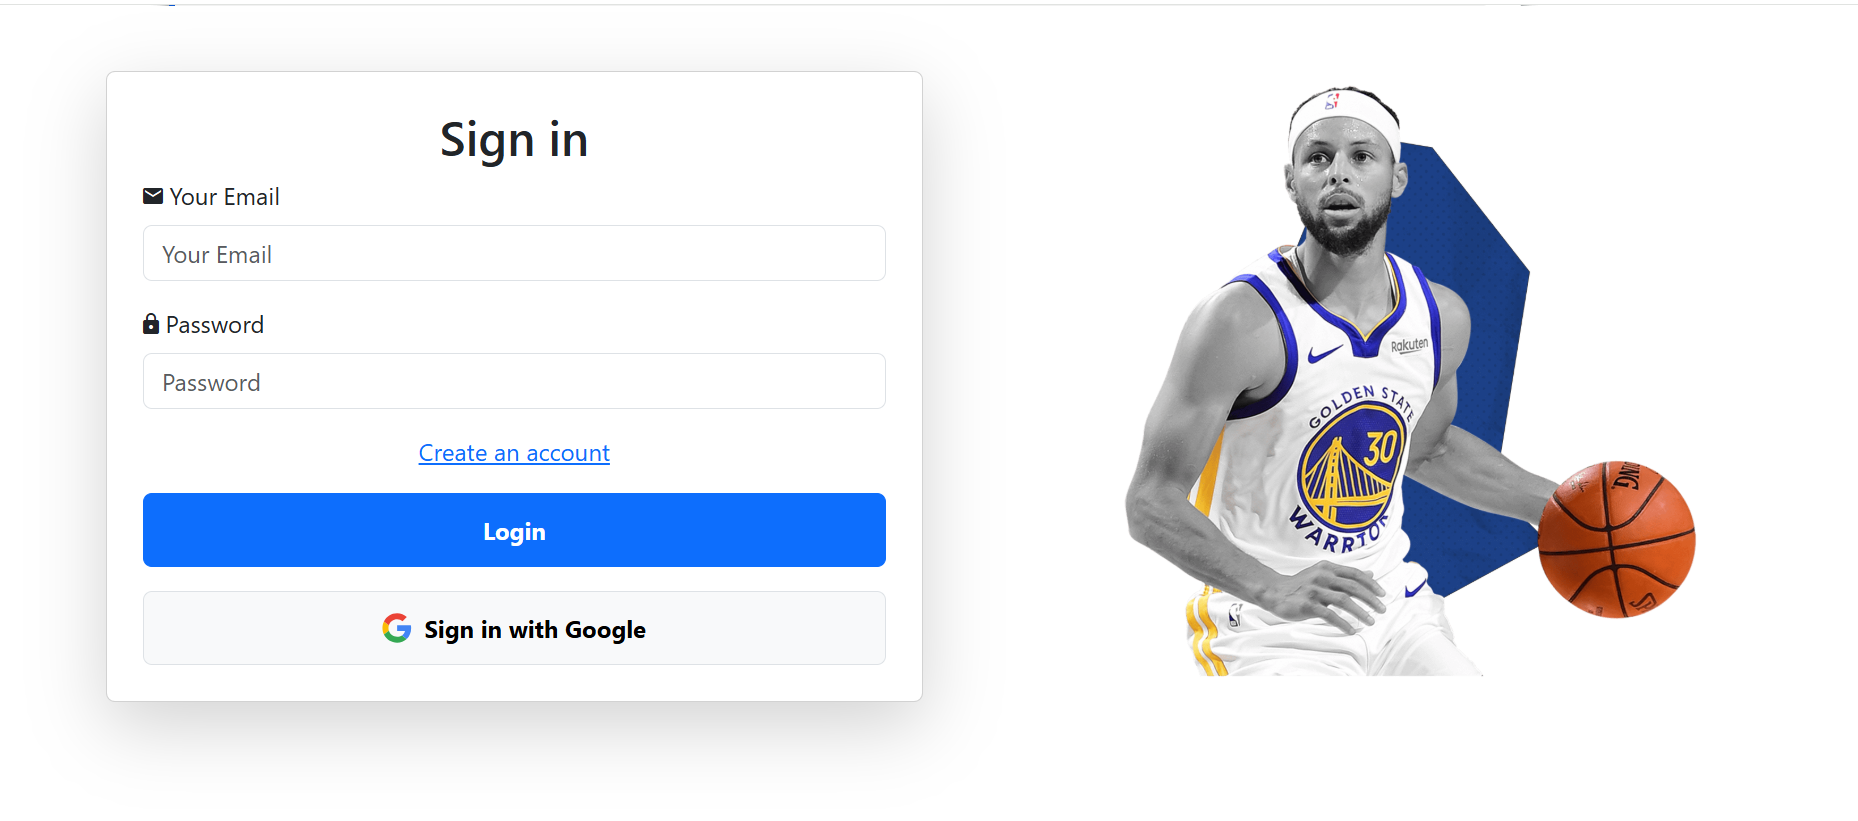 Sign in
Your Email
Your Email
Password
Password
Create an account
Login
Sign in with Google
Rakuten
GOLDEN STATE
30
WARRIOR